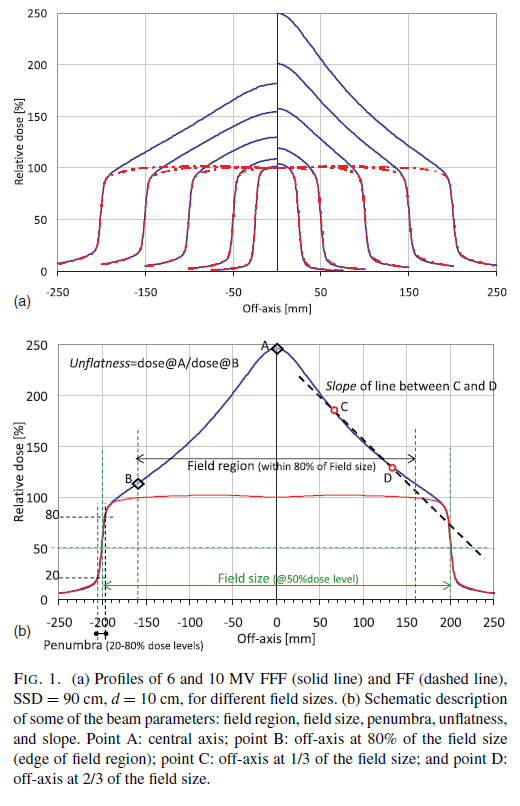 250
200
150
100
50
0
Relative dose [%]
-250 -150 -50 50 150 250
(a)
Off-axis [mm]
250
200
150
100
80
50
20
0
Relative dose [%]
Unflatness=dose@A/dose@B
A
Slope of line between C and D
C
B
Field region (within 80% of Field size)
D
Field size (@50%dose level)
-250 -200 -150 -100 -50 0 50 100 150 200 250
(b)
Off-axis [mm]
Penumbra (20-80% dose levels)
FIG. 1. (a) Profiles of 6 and 10 MV FFF (solid line) and FF (dashed line),
SSD = 90 cm, d = 10 cm, for different field sizes. (b) Schematic description
of some of the beam parameters: field region, field size, penumbra, unflatness,
and slope. Point A: central axis; point B: off-axis at 80% of the field size
(edge of field region); point C: off-axis at 1/3 of the field size; and point D:
off-axis at 2/3 of the field size.